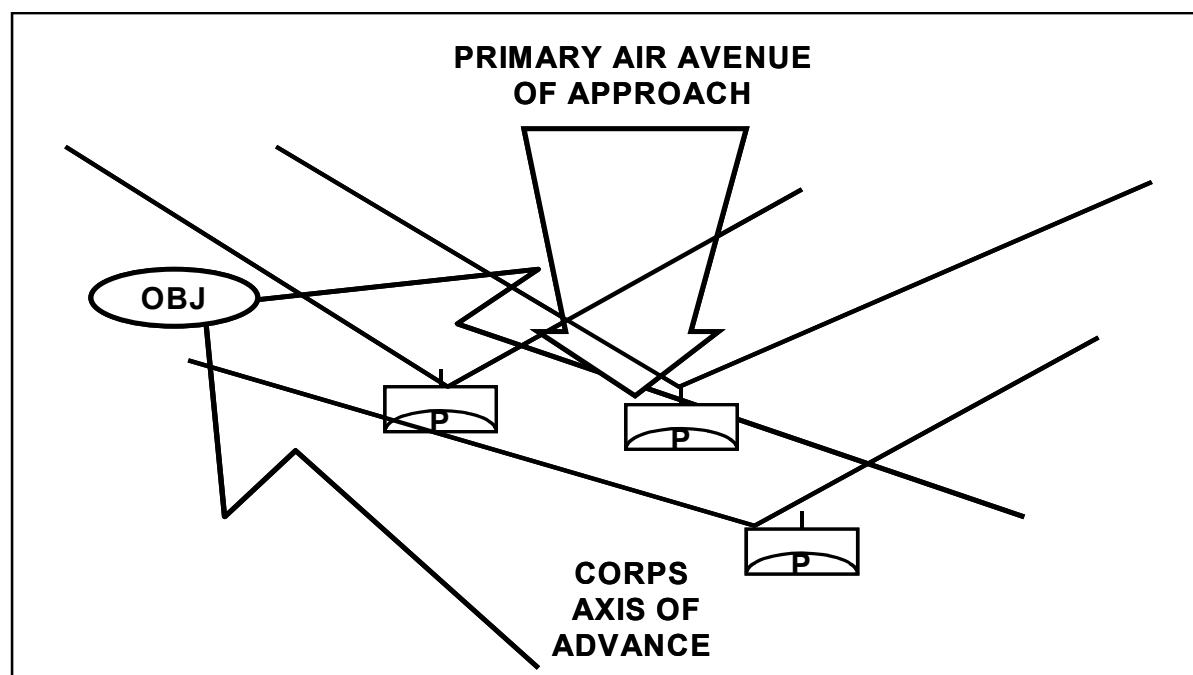 PRIMARY AIR AVENUE
OF APPROACH
OBJ
P
P
P
CORPS
AXIS OF
ADVANCE